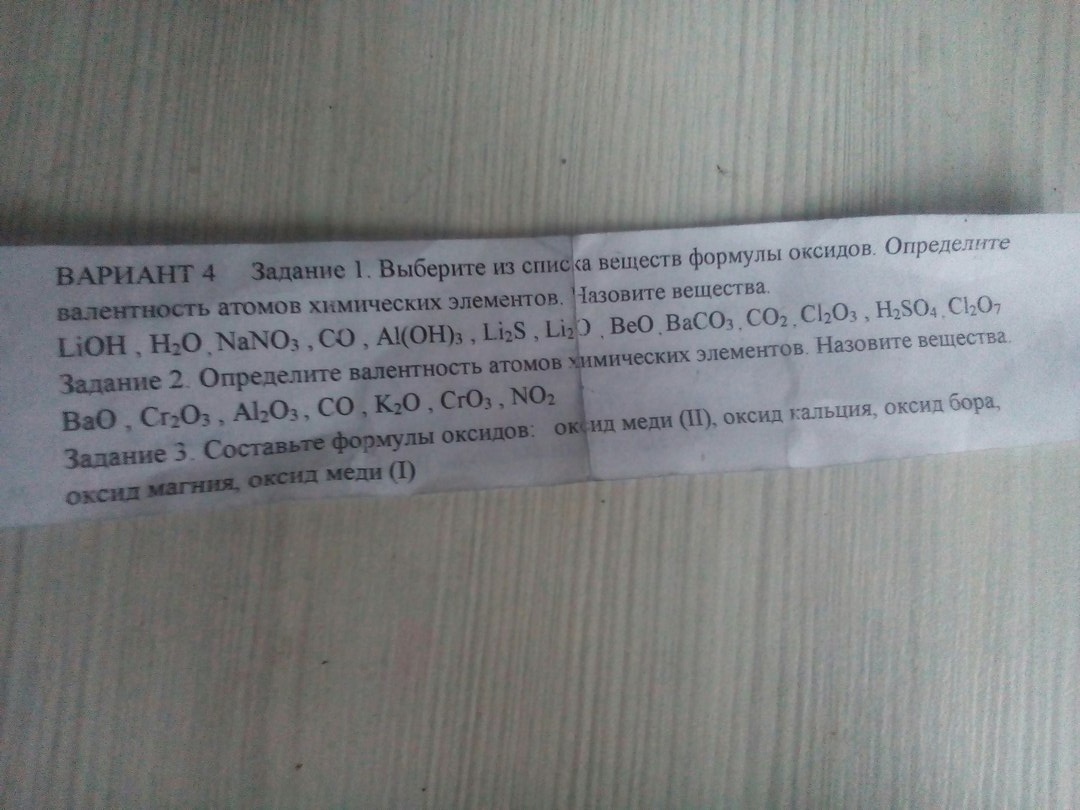 ВАРИАНТ 4 Задание 1. Выберите из списка веществ формулы оксидов. Определите
валентность атомов химических элементов. Назовите вещества.
LiOH , H₂O , NaNO₃ , CO , Al(OH)₃ , Li₂S , Li₂O , BeO , BaCO₃ , CO₂ , Cl₂O₃ , H₂SO₄ , Cl₂O₇
Задание 2. Определите валентность атомов химических элементов. Назовите вещества.
BaO , Cr₂O₃ , Al₂O₃ , CO , K₂O , CrO₃ , NO₂
Задание 3. Составьте формулы оксидов: оксид меди (II), оксид кальция, оксид бора,
оксид магния, оксид меди (I)